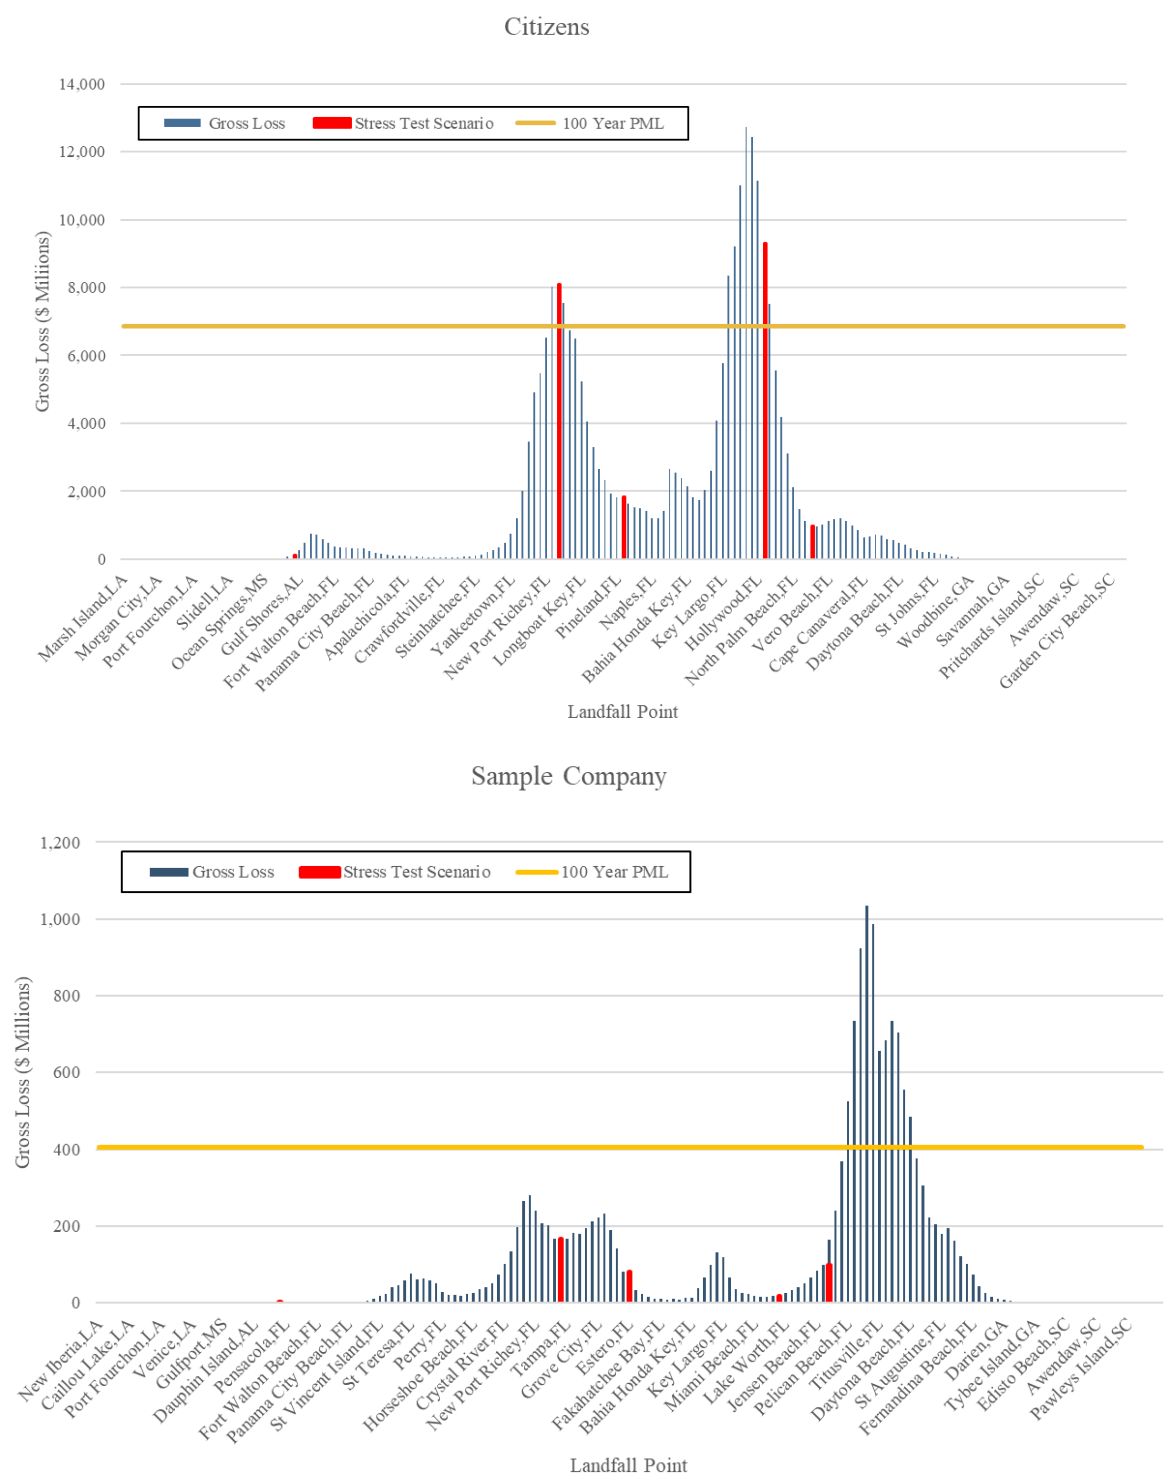 Citizens
14,000
12,000
10,000
8,000
6,000
4,000
2,000
0
Gross Loss ($ Miliions)
Gross Loss Stress Test Scenario 100 Year PML
Marsh Island,LA
Morgan City,LA
Port Fourchon,LA
Slidell,LA
Ocean Springs,MS
Gulf Shores,AL
Fort Walton Beach,FL
Panama City Beach,FL
Apalachicola,FL
Crawfordville,FL
Steinhatchee,FL
Yankeetown,FL
New Port Richey,FL
Longboat Key,FL
Pineland,FL
Naples,FL
Bahia Honda Key,FL
Key Largo,FL
Hollywood,FL
North Palm Beach,FL
Vero Beach,FL
Cape Canaveral,FL
Daytona Beach,FL
St Johns,FL
Woodbine,GA
Savannah,GA
Pritchards Island,SC
Awendaw,SC
Garden City Beach,SC
Landfall Point
Sample Company
1,200
1,000
800
600
400
200
0
Gross Loss ($ Millions)
Gross Loss Stress Test Scenario 100 Year PML
New Iberia,LA
Caillou Lake,LA
Port Fourchon,LA
Venice,LA
Gulfport,MS
Dauphin Island,AL
Pensacola,FL
Fort Walton Beach,FL
Panama City Beach,FL
St Vincent Island,FL
St Teresa,FL
Perry,FL
Horseshoe Beach,FL
Crystal River,FL
New Port Richey,FL
Tampa,FL
Grove City,FL
Estero,FL
Fakahatchee Bay,FL
Bahia Honda Key,FL
Key Largo,FL
Miami Beach,FL
Lake Worth,FL
Jensen Beach,FL
Pelican Beach,FL
Titusville,FL
Daytona Beach,FL
St Augustine,FL
Fernandina Beach,FL
Darien,GA
Tybee Island,GA
Edisto Beach,SC
Awendaw,SC
Pawleys Island,SC
Landfall Point